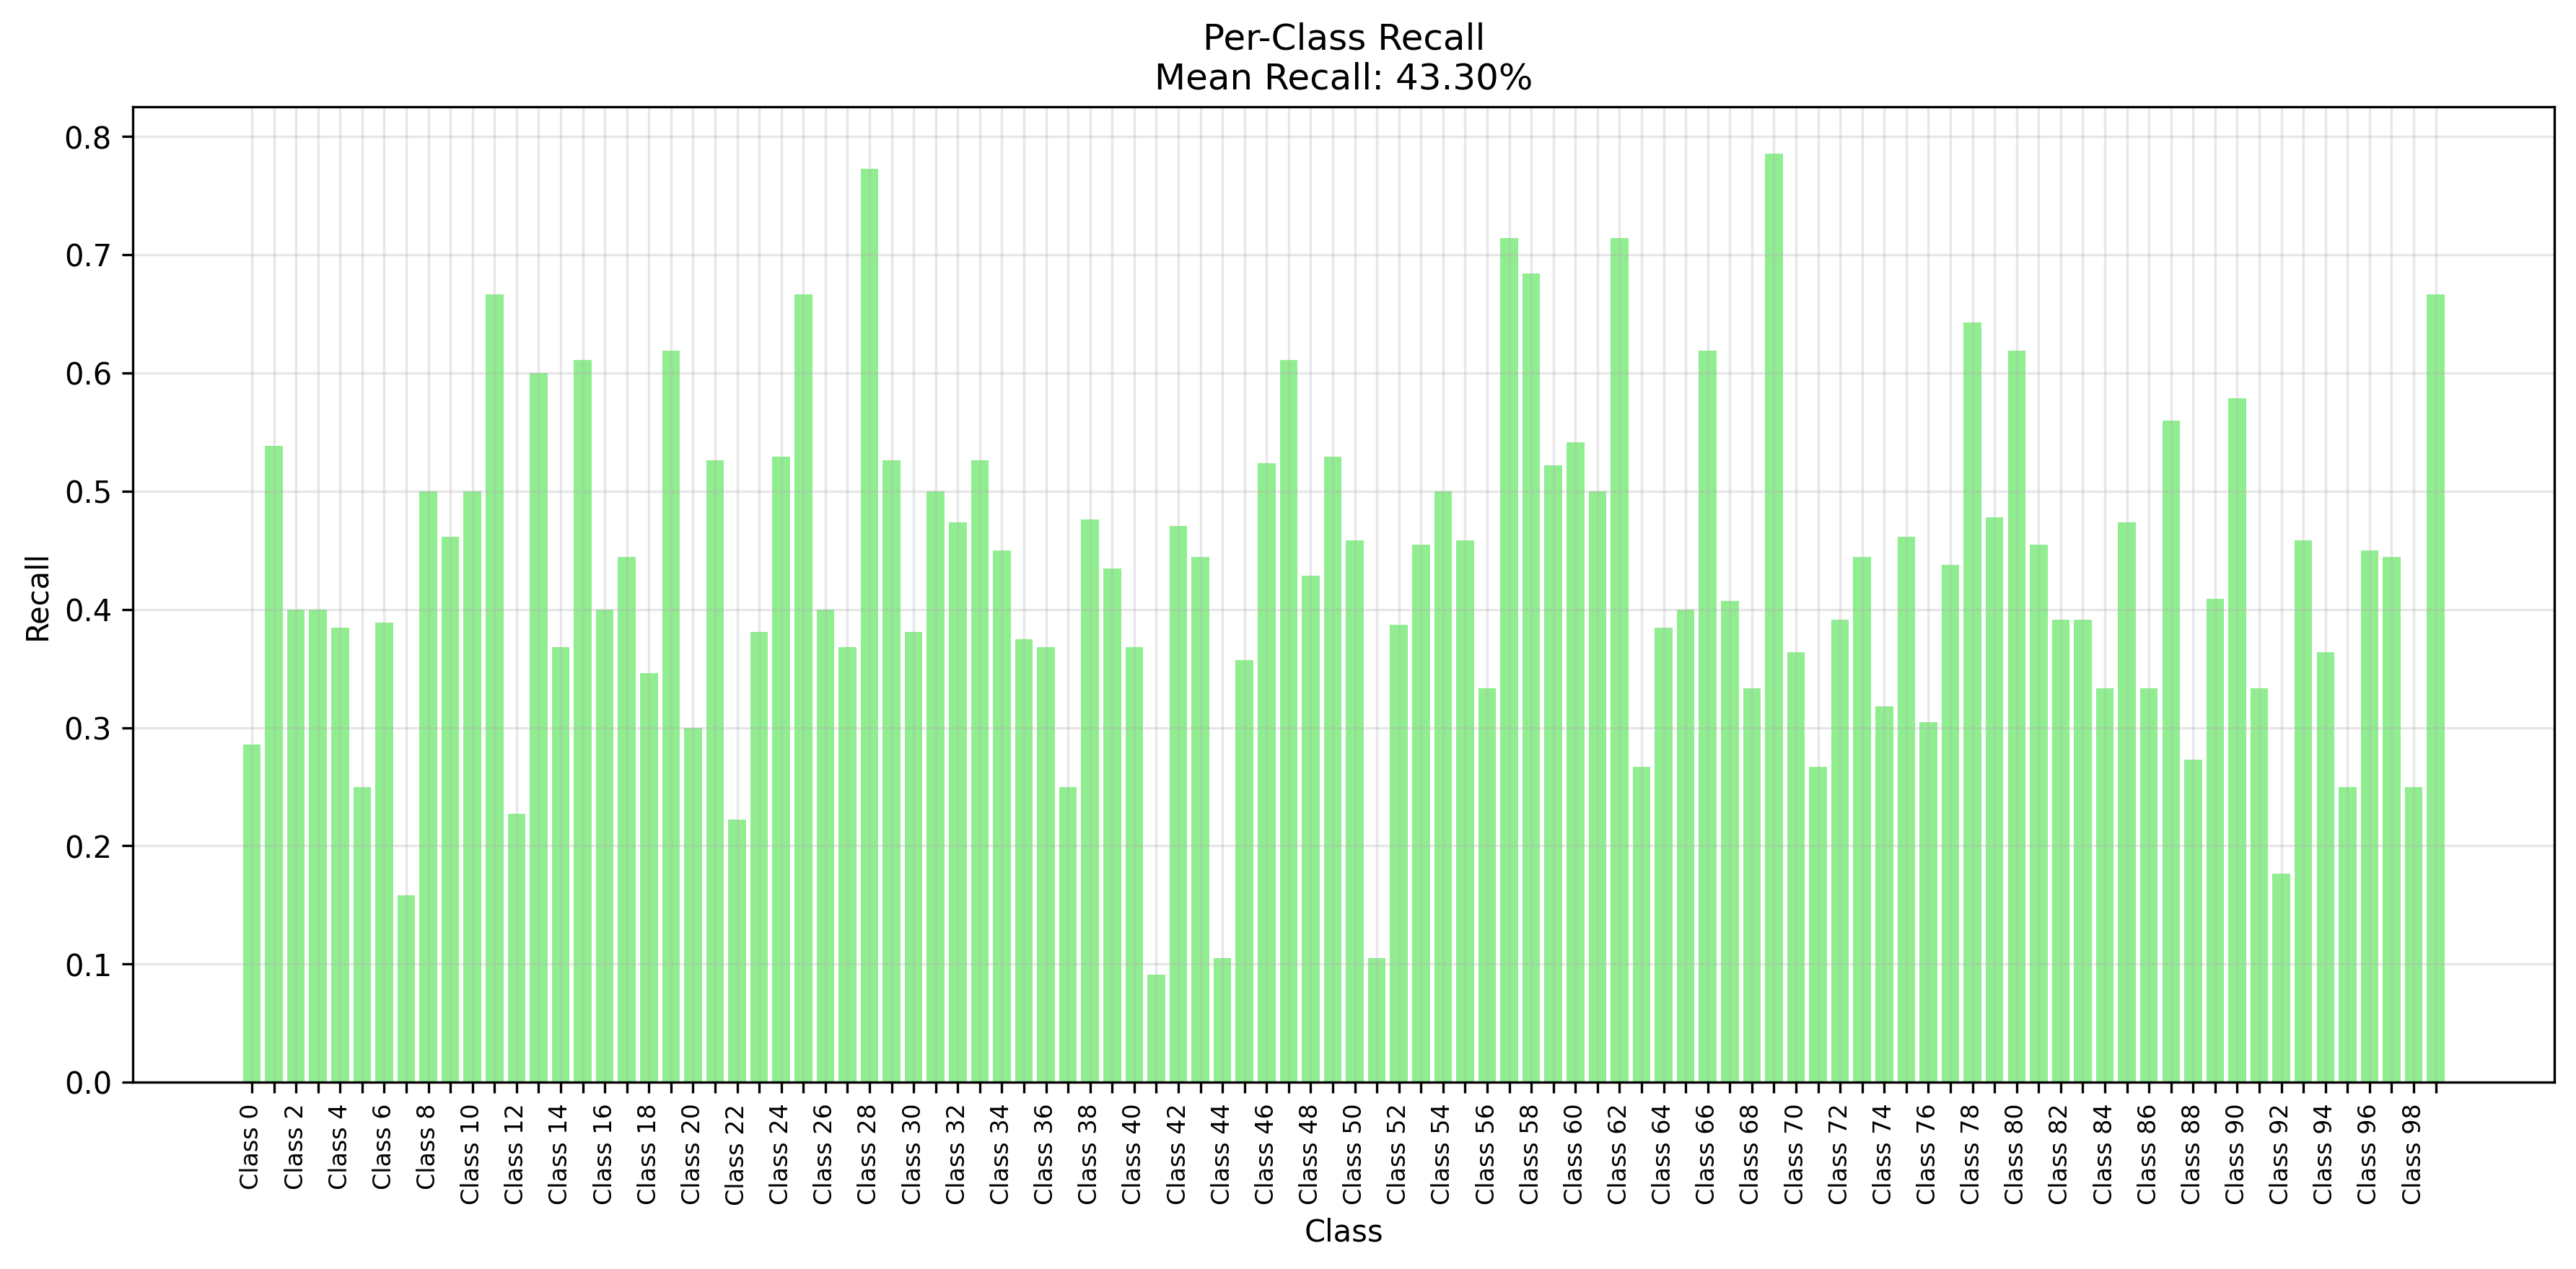 Per-Class Recall
Mean Recall: 43.30%
Recall
0.8
0.7
0.6
0.5
0.4
0.3
0.2
0.1
0.0
Class 0
Class 2
Class 4
Class 6
Class 8
Class 10
Class 12
Class 14
Class 16
Class 18
Class 20
Class 22
Class 24
Class 26
Class 28
Class 30
Class 32
Class 34
Class 36
Class 38
Class 40
Class 42
Class 44
Class 46
Class 48
Class 50
Class 52
Class 54
Class 56
Class 58
Class 60
Class 62
Class 64
Class 66
Class 68
Class 70
Class 72
Class 74
Class 76
Class 78
Class 80
Class 82
Class 84
Class 86
Class 88
Class 90
Class 92
Class 94
Class 96
Class 98
Class